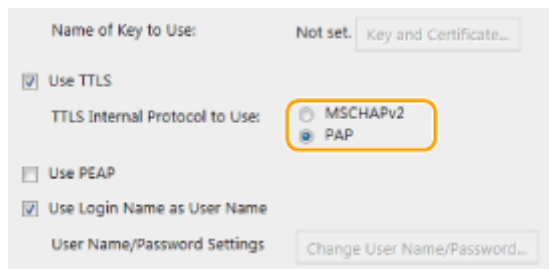 Name of Key to Use: Not set. Key and Certificate...
Use TTLS
TTLS Internal Protocol to Use: MSCHAPv2
PAP
Use PEAP
Use Login Name as User Name
User Name/Password Settings Change User Name/Password...